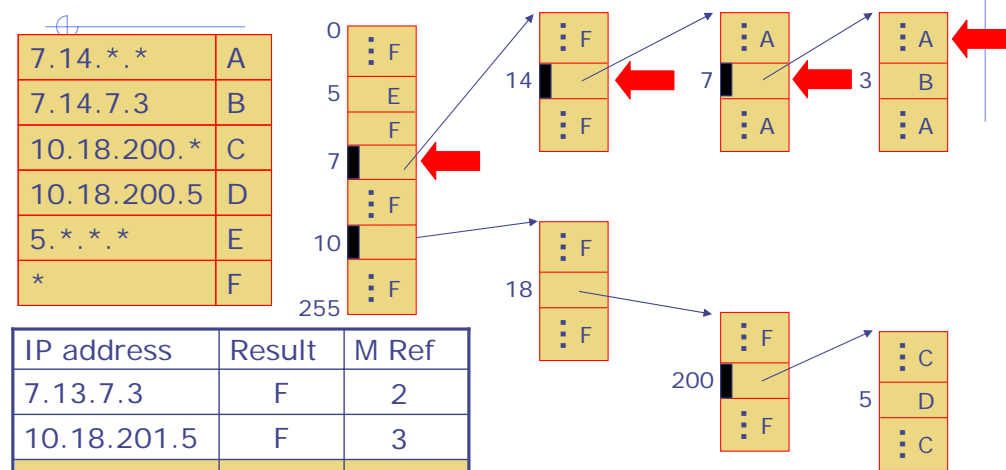 7.14.*.* A
7.14.7.3 B
10.18.200.* C
10.18.200.5 D
5.*.*.* E
* F
0
⋮ F
5 E
F
7
⋮ F
10
⋮ F
255
⋮ F
14
⋮ F
⋮ A
7
⋮ A
⋮ A
3 B
⋮ A
⋮ F
18
⋮ F
⋮ F
200
⋮ F
⋮ C
5 D
⋮ C
IP address Result M Ref
7.13.7.3 F 2
10.18.201.5 F 3